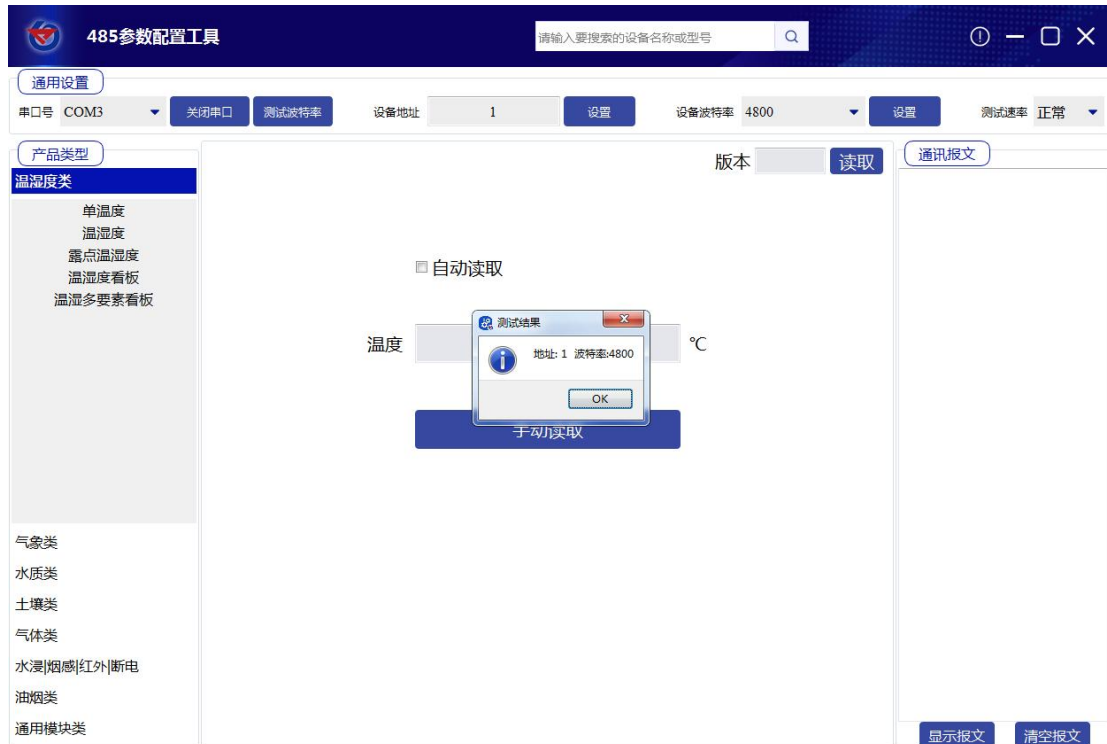 485参数配置工具
请输入要搜索的设备名称或型号
通用设置
串口号 COM3 关闭串口 测试波特率 设备地址 1 设置 设备波特率 4800 设置 测试速率 正常
产品类型
温湿度类
单温度
温湿度
露点温湿度
温湿度看板
温湿多要素看板
气象类
水质类
土壤类
气体类
水浸|烟感|红外|断电
油烟类
通用模块类
版本 读取
自动读取
温度 ℃
手动读取
测试结果
地址: 1 波特率:4800
OK
通讯报文
显示报文 清空报文